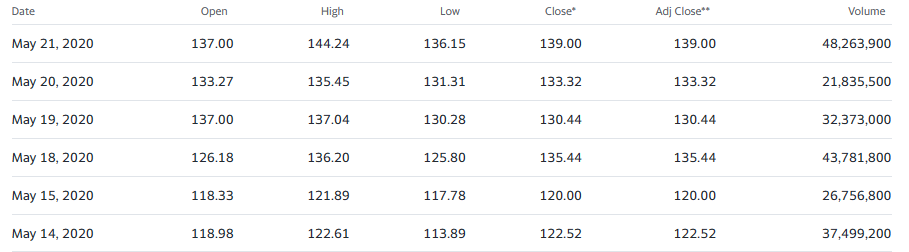 Date Open High Low Close* Adj Close** Volume
May 21, 2020 137.00 144.24 136.15 139.00 139.00 48,263,900
May 20, 2020 133.27 135.45 131.31 133.32 133.32 21,835,500
May 19, 2020 137.00 137.04 130.28 130.44 130.44 32,373,000
May 18, 2020 126.18 136.20 125.80 135.44 135.44 43,781,800
May 15, 2020 118.33 121.89 117.78 120.00 120.00 26,756,800
May 14, 2020 118.98 122.61 113.89 122.52 122.52 37,499,200